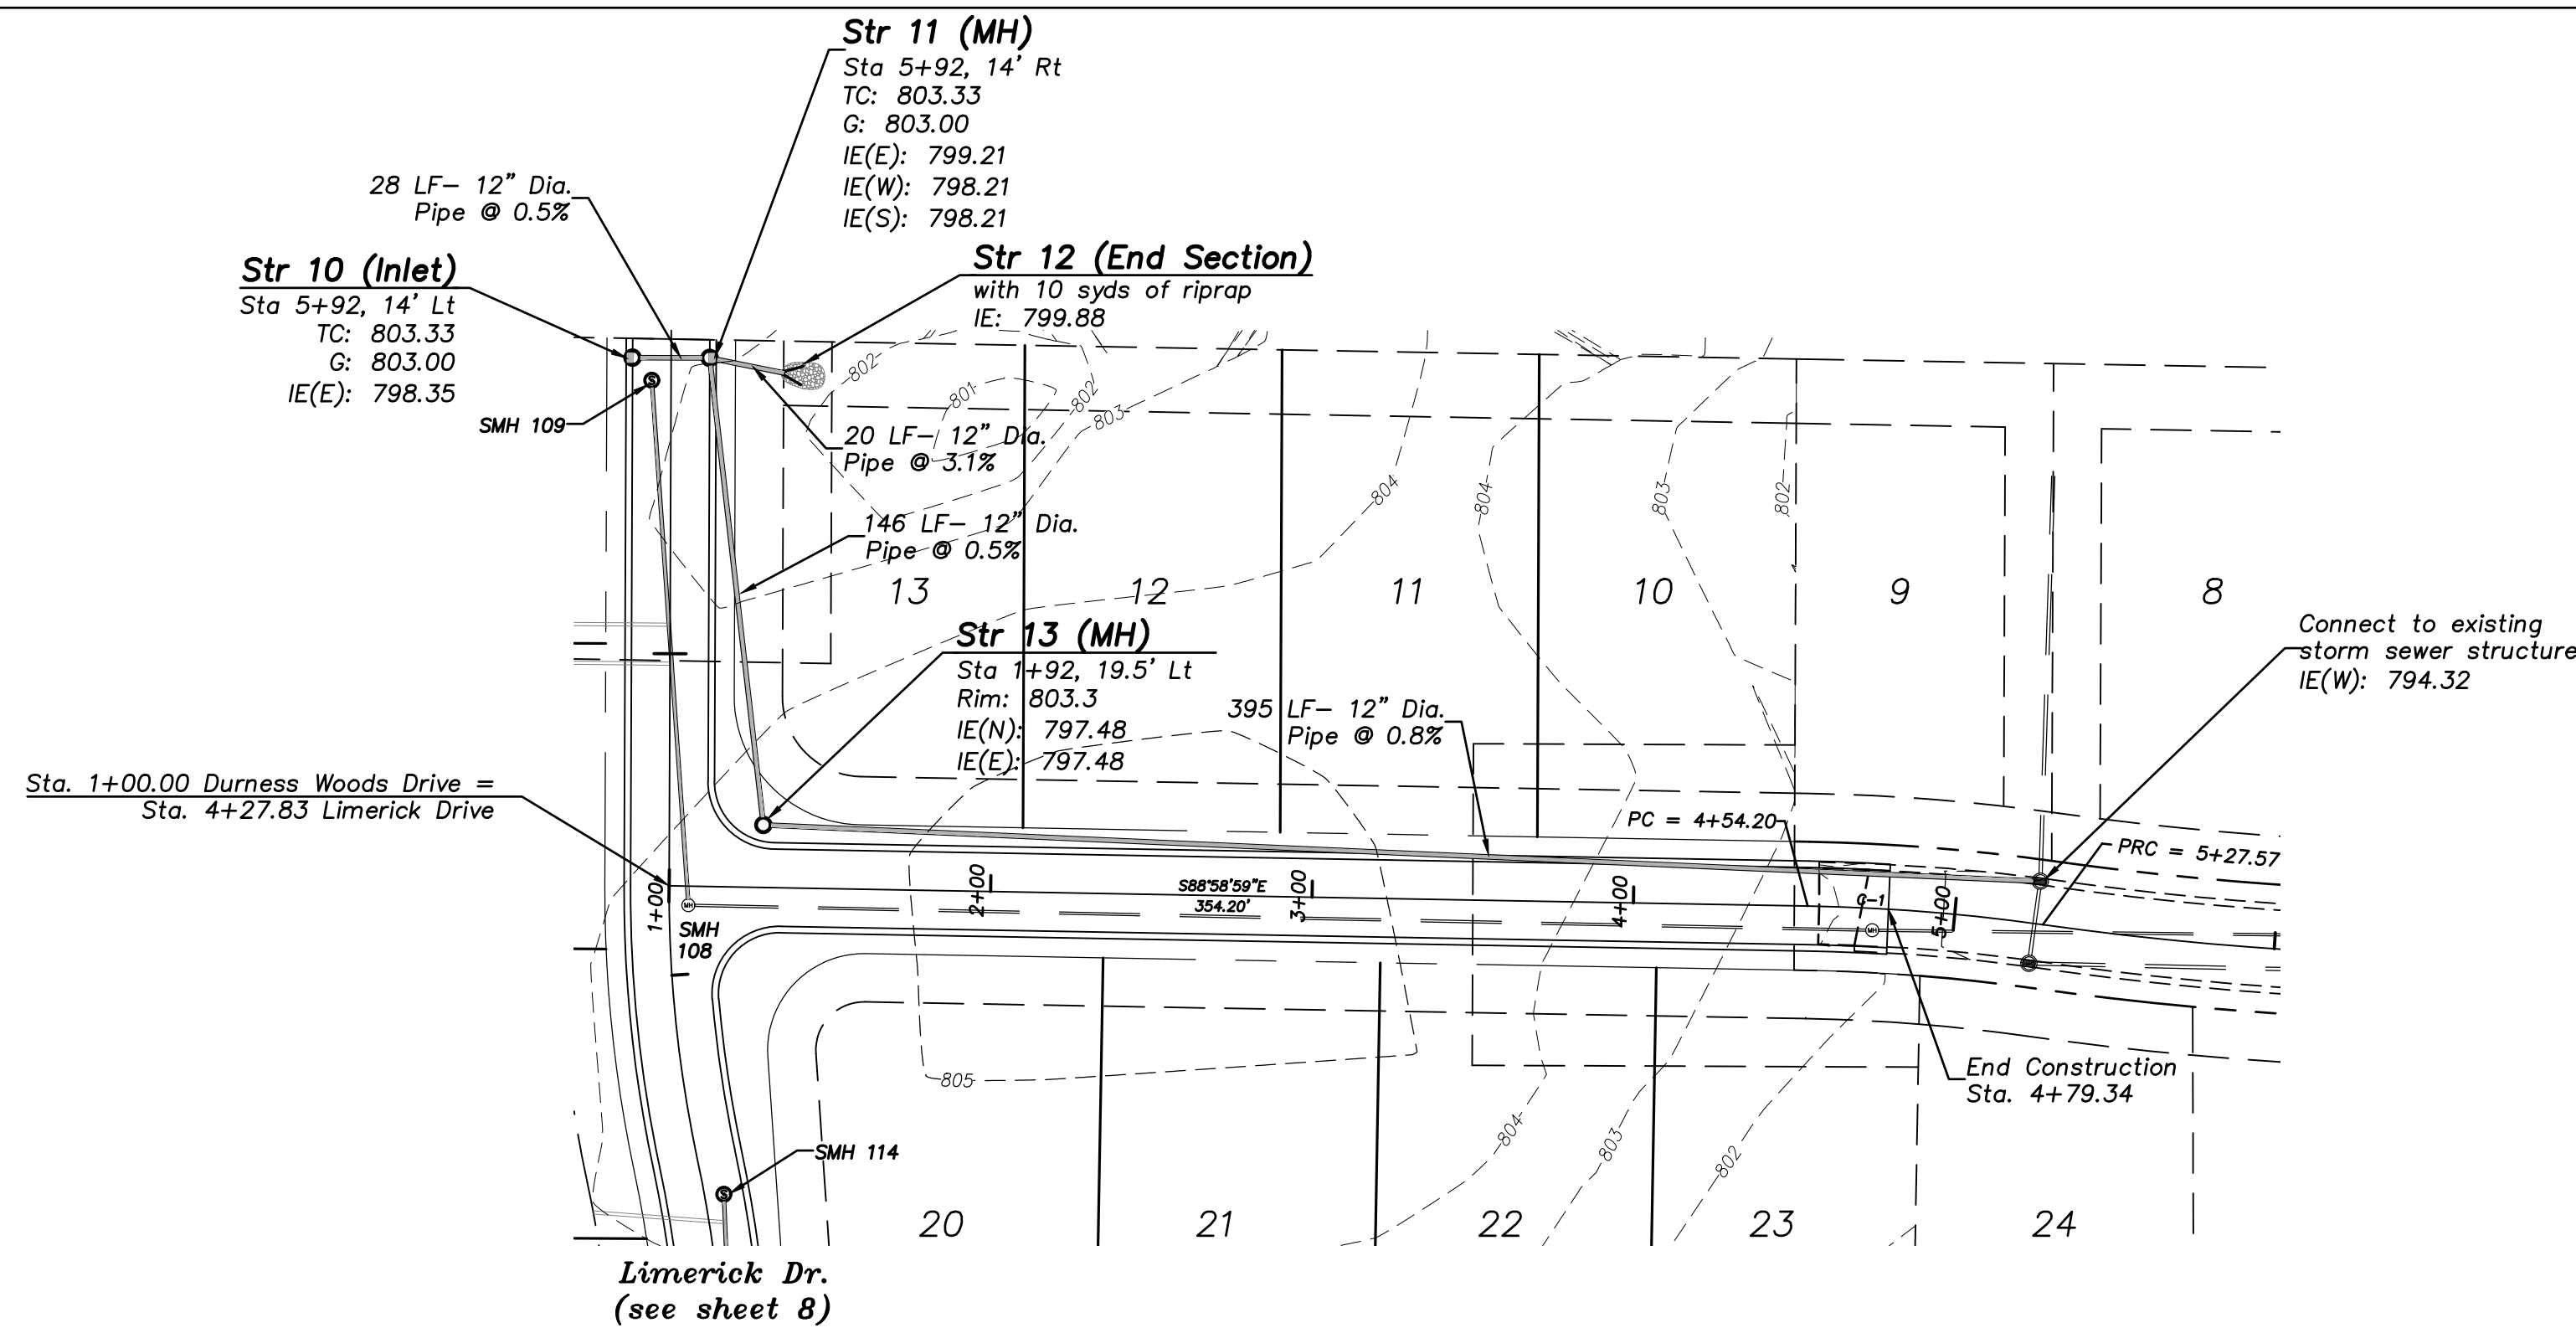 Str 11 (MH)
Sta 5+92, 14' Rt
TC: 803.33
G: 803.00
IE(E): 799.21
IE(W): 798.21
IE(S): 798.21
28 LF- 12" Dia.
Pipe @ 0.5%
Str 10 (Inlet)
Sta 5+92, 14' Lt
TC: 803.33
G: 803.00
IE(E): 798.35
Str 12 (End Section)
with 10 syds of riprap
IE: 799.88
SMH 109
S
802
801
802
803
20 LF- 12" Dia.
Pipe @ 3.1%
804
804
803
802
146 LF- 12" Dia.
Pipe @ 0.5%
13
12
11
10
9
8
Str 13 (MH)
Sta 1+92, 19.5' Lt
Rim: 803.3
IE(N): 797.48
IE(E): 797.48
Connect to existing
storm sewer structure
IE(W): 794.32
395 LF- 12" Dia.
Pipe @ 0.8%
Sta. 1+00.00 Durness Woods Drive =
Sta. 4+27.83 Limerick Drive
PC = 4+54.20
PRC = 5+27.57
1+00
2+00
S88°58'59"E
354.20'
3+00
4+00
C-1
5+00
MH
SMH
108
MH
End Construction
Sta. 4+79.34
805
804
803
802
SMH 114
S
20
21
22
23
24
Limerick Dr.
(see sheet 8)